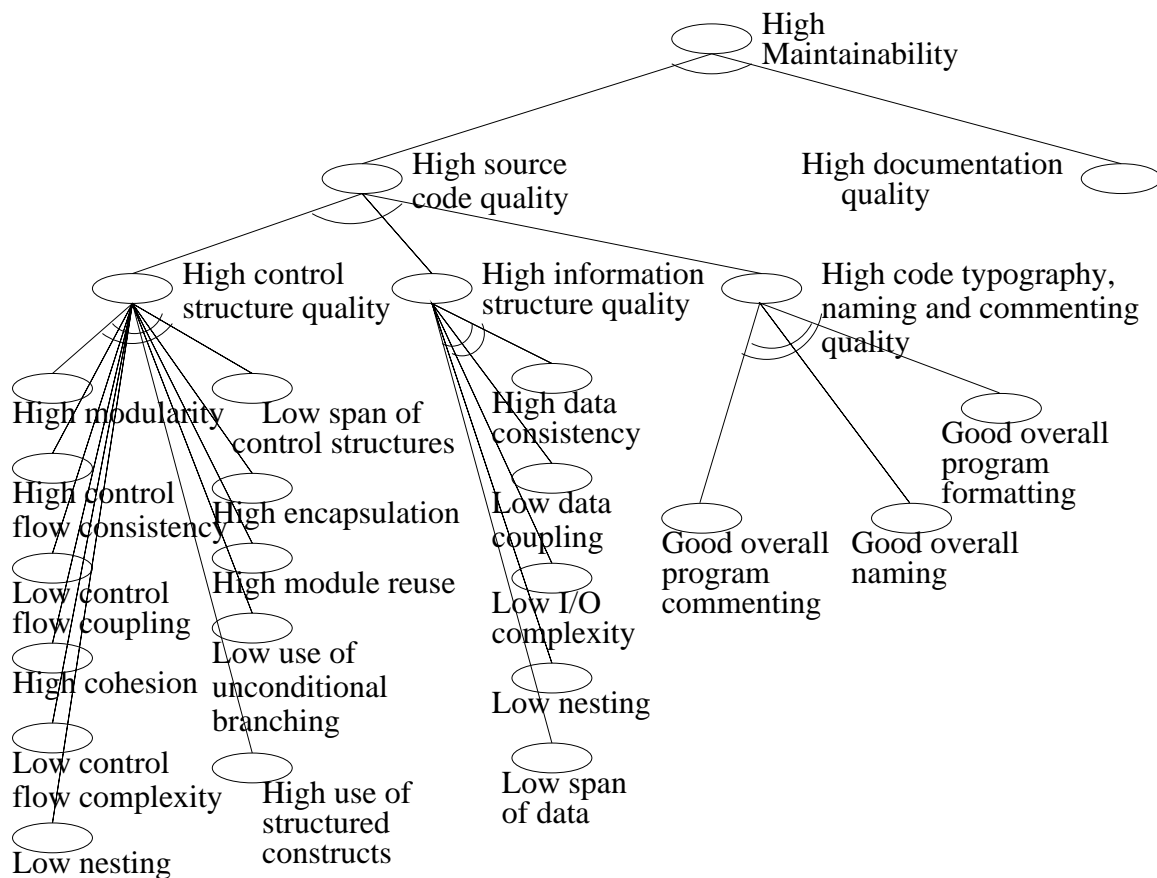 High
Maintainability
High source
code quality
High documentation
quality
High control
structure quality
High information
structure quality
High code typography,
naming and commenting
quality
High modularity
Low span of
control structures
High data
consistency
Good overall
program
formatting
High control
flow consistency
High encapsulation
Low data
coupling
Good overall
program
commenting
Good overall
naming
High module reuse
Low control
flow coupling
Low I/O
complexity
High cohesion
Low use of
unconditional
branching
Low nesting
Low control
flow complexity
High use of
structured
constructs
Low span
of data
Low nesting